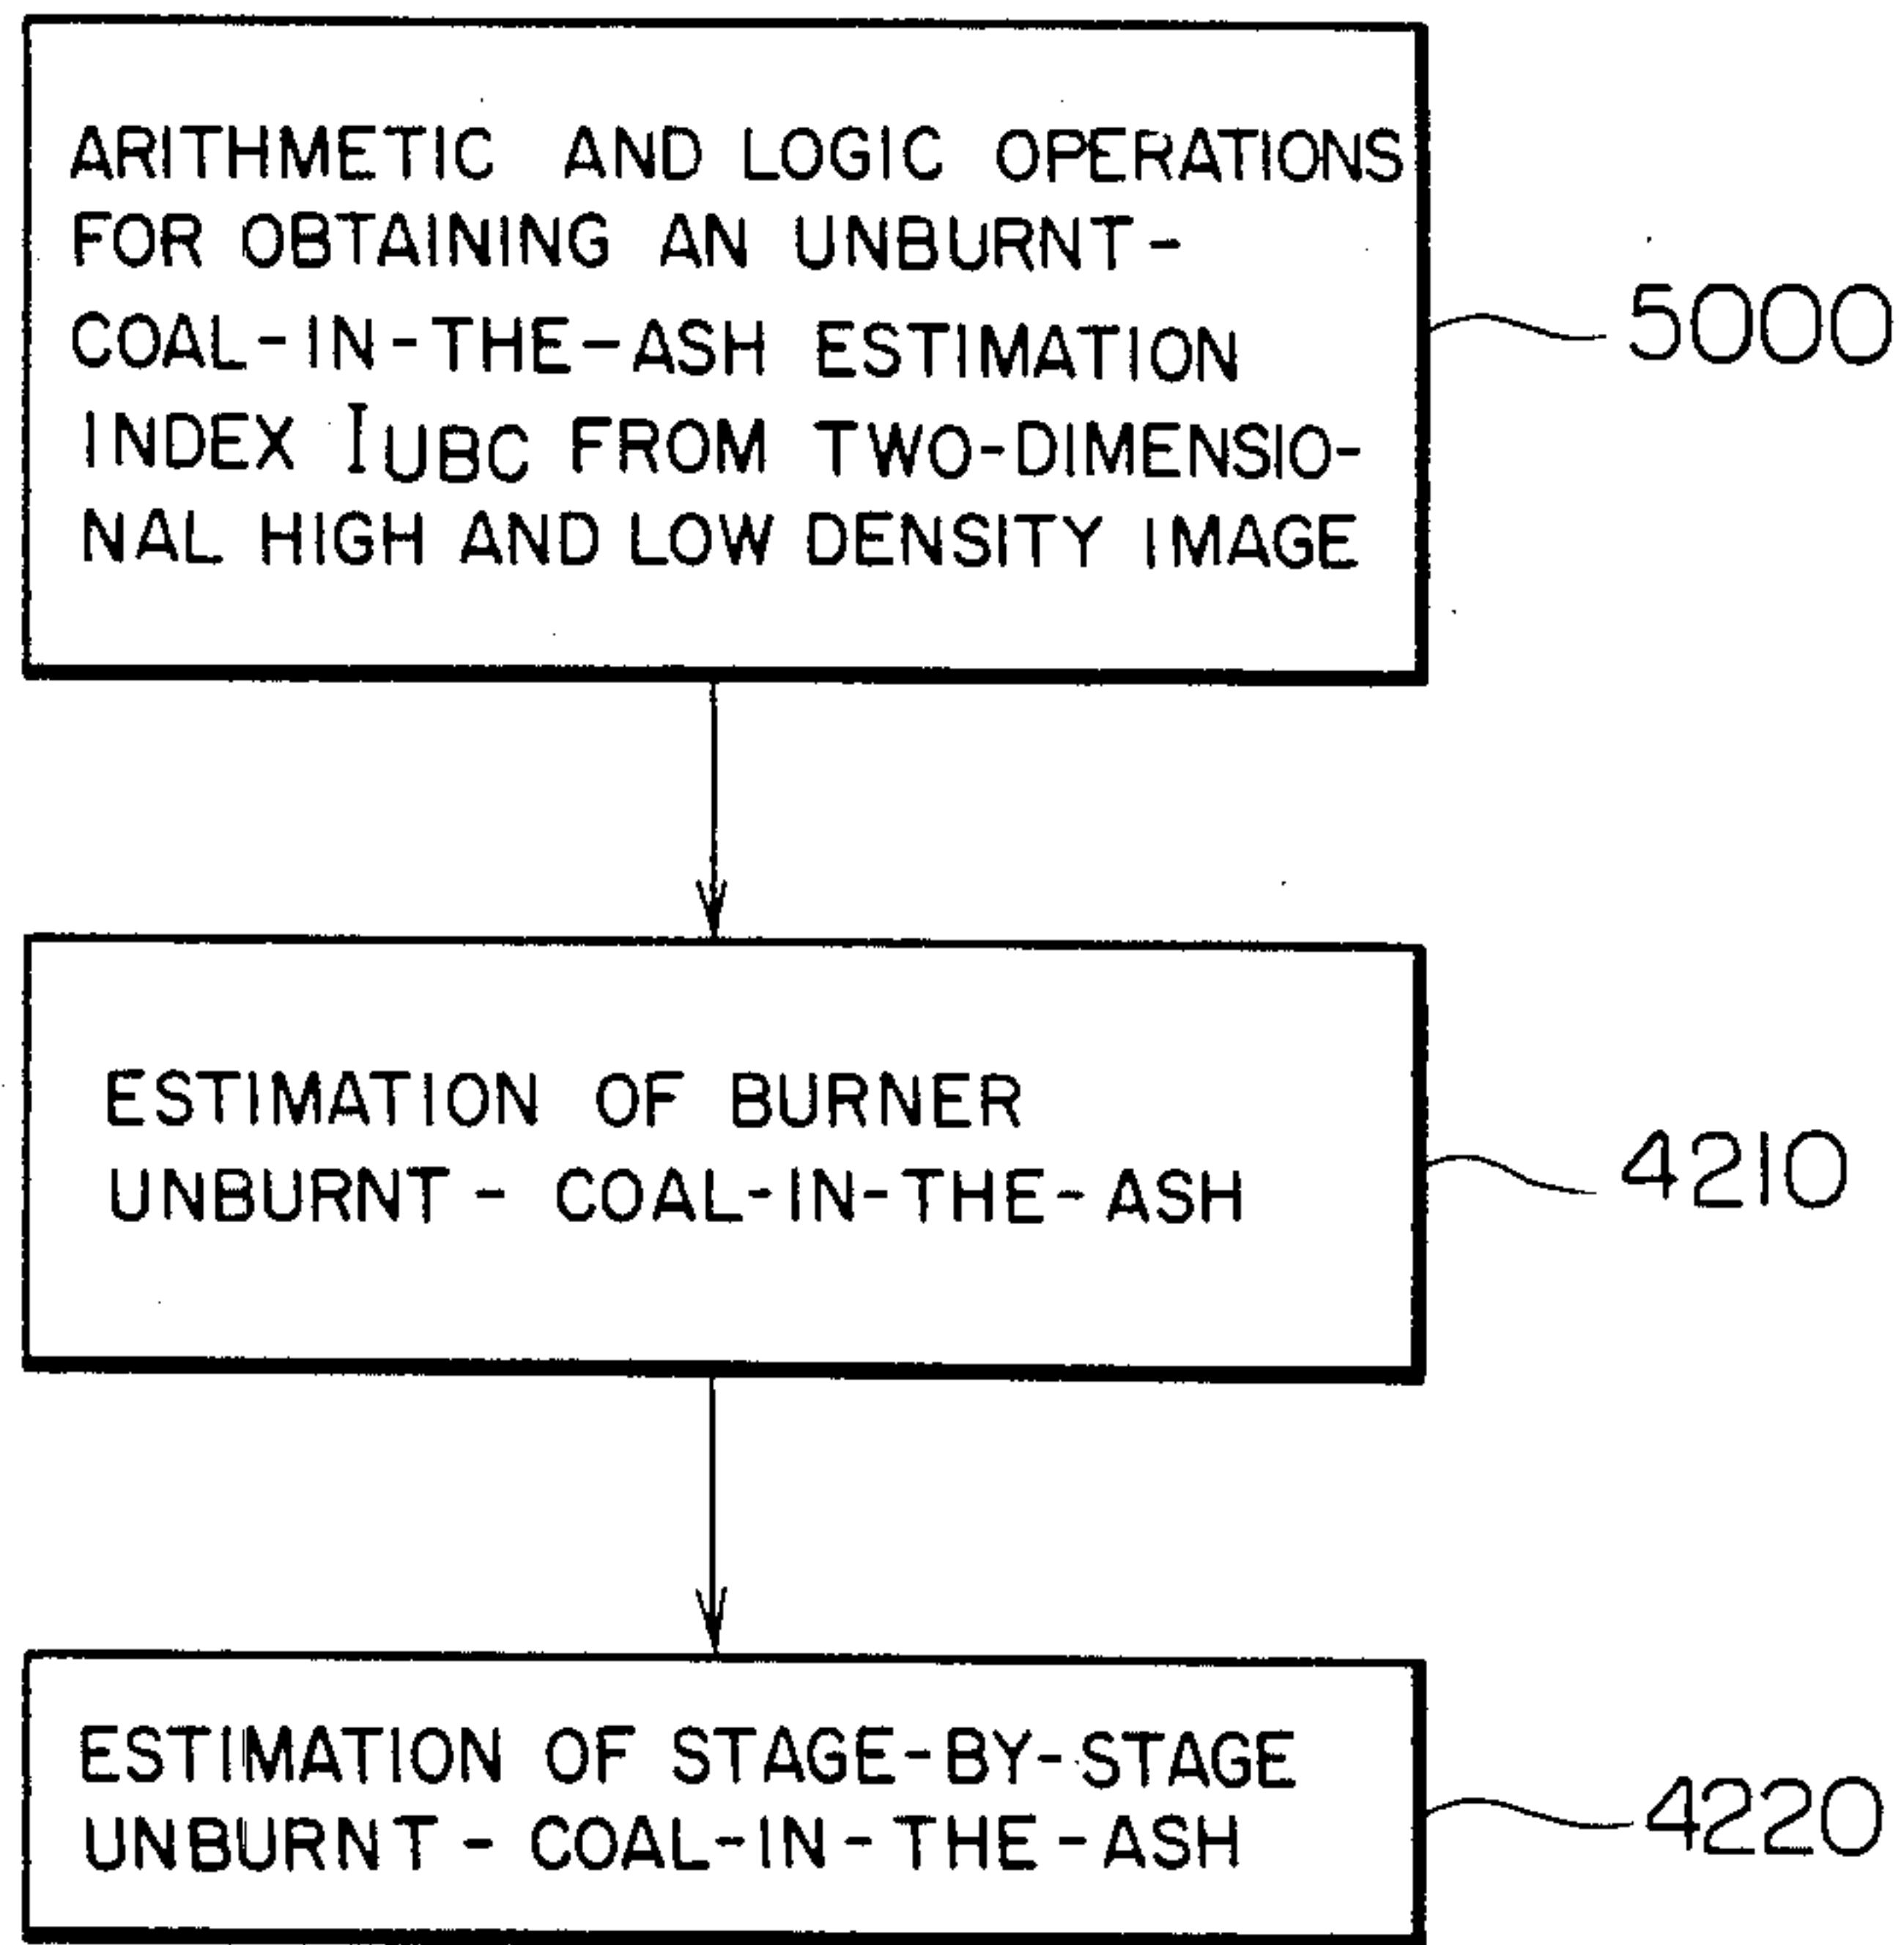 ARITHMETIC AND LOGIC OPERATIONS
FOR OBTAINING AN UNBURNT-
COAL-IN-THE-ASH ESTIMATION
INDEX IUBC FROM TWO-DIMENSIO-
NAL HIGH AND LOW DENSITY IMAGE
5000
ESTIMATION OF BURNER
UNBURNT - COAL-IN-THE- ASH
4210
ESTIMATION OF STAGE-BY-STAGE
UNBURNT - COAL-IN-THE-ASH
4220